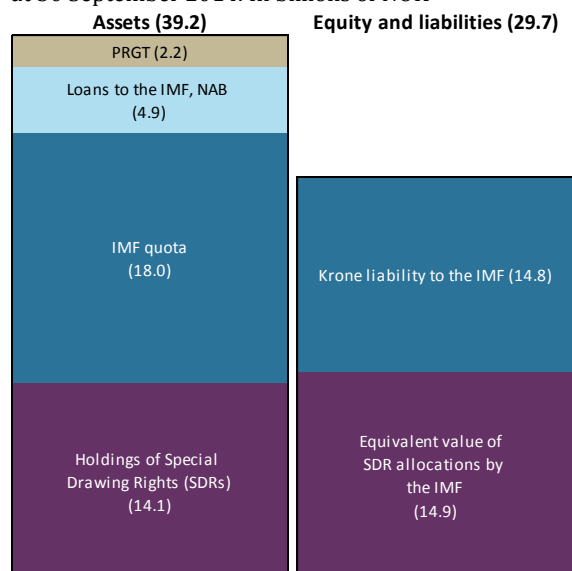 at 30 September 2014. In billions of NOK
Assets (39.2)
Equity and liabilities (29.7)
PRGT (2.2)
Loans to the IMF, NAB
(4.9)
IMF quota
(18.0)
Krone liability to the IMF (14.8)
Holdings of Special
Drawing Rights (SDRs)
(14.1)
Equivalent value of
SDR allocations by
the IMF
(14.9)